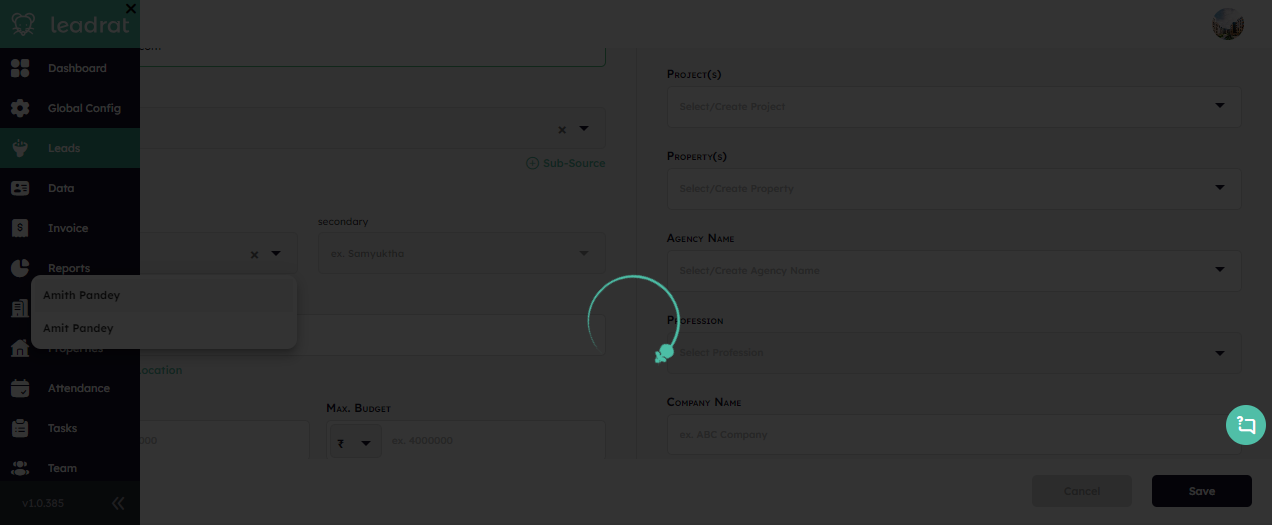 leadrat
Dashboard
Global Config
Leads
Data
Invoice
Reports
Amith Pandey
Amit Pandey
Properties
Attendance
Tasks
Team
v1.0.385
Sub-Source
secondary
ex. Samyuktha
ocation
Max. Budget
000
₹
ex. 4000000
Project(s)
Select/Create Project
Property(s)
Select/Create Property
Agency Name
Select/Create Agency Name
Profession
Select Profession
Company Name
ex. ABC Company
Cancel
Save